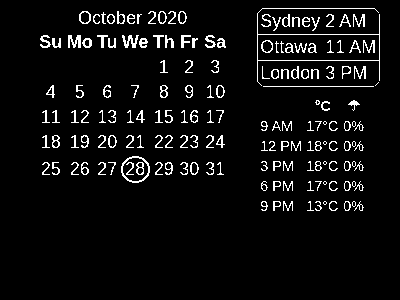 October 2020
Su Mo Tu We Th Fr Sa
1 2 3
4 5 6 7 8 9 10
11 12 13 14 15 16 17
18 19 20 21 22 23 24
25 26 27 28 29 30 31
Sydney 2 AM
Ottawa 11 AM
London 3 PM
°C ☂
9 AM 17°C 0%
12 PM 18°C 0%
3 PM 18°C 0%
6 PM 17°C 0%
9 PM 13°C 0%